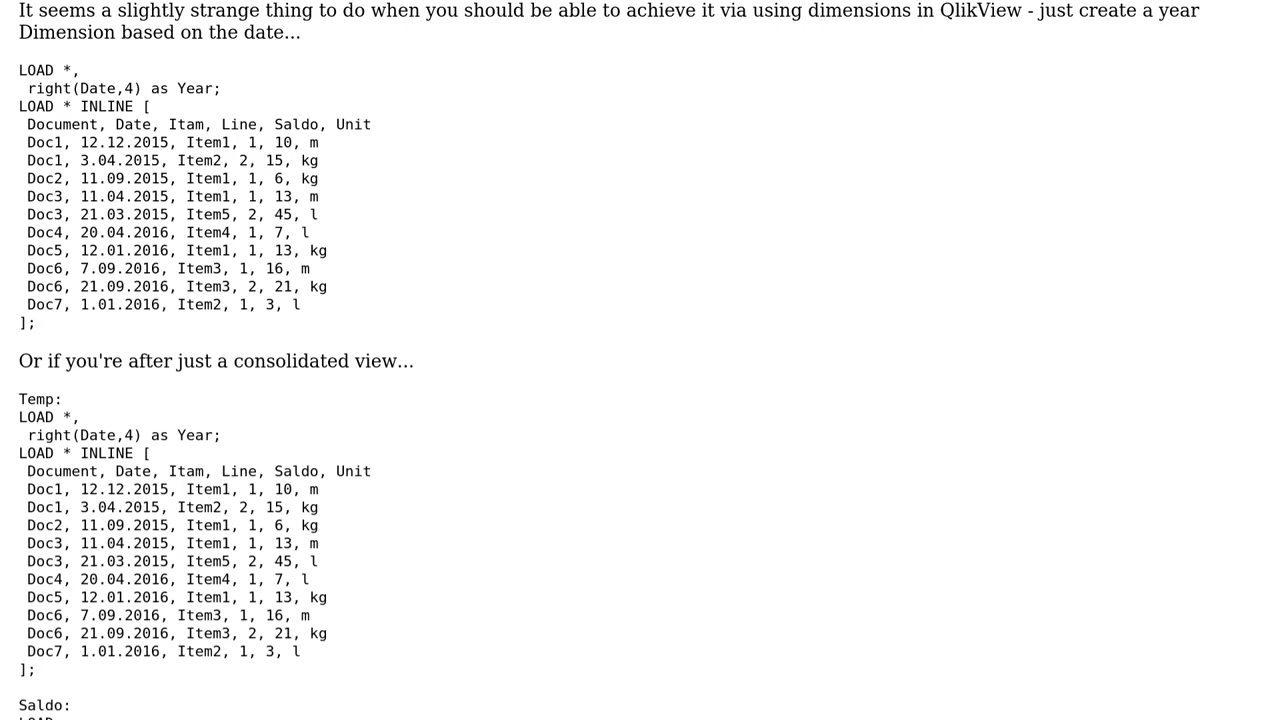 It seems a slightly strange thing to do when you should be able to achieve it via using dimensions in QlikView - just create a year
Dimension based on the date...
LOAD *,
right(Date,4) as Year;
LOAD * INLINE [
Document, Date, Itam, Line, Saldo, Unit
Doc1, 12.12.2015, Item1, 1, 10, m
Doc1, 3.04.2015, Item2, 2, 15, kg
Doc2, 11.09.2015, Item1, 1, 6, kg
Doc3, 11.04.2015, Item1, 1, 13, m
Doc3, 21.03.2015, Item5, 2, 45, l
Doc4, 20.04.2016, Item4, 1, 7, l
Doc5, 12.01.2016, Item1, 1, 13, kg
Doc6, 7.09.2016, Item3, 1, 16, m
Doc6, 21.09.2016, Item3, 2, 21, kg
Doc7, 1.01.2016, Item2, 1, 3, l
];
Or if you're after just a consolidated view...
Temp:
LOAD *,
right(Date,4) as Year;
LOAD * INLINE [
Document, Date, Itam, Line, Saldo, Unit
Doc1, 12.12.2015, Item1, 1, 10, m
Doc1, 3.04.2015, Item2, 2, 15, kg
Doc2, 11.09.2015, Item1, 1, 6, kg
Doc3, 11.04.2015, Item1, 1, 13, m
Doc3, 21.03.2015, Item5, 2, 45, l
Doc4, 20.04.2016, Item4, 1, 7, l
Doc5, 12.01.2016, Item1, 1, 13, kg
Doc6, 7.09.2016, Item3, 1, 16, m
Doc6, 21.09.2016, Item3, 2, 21, kg
Doc7, 1.01.2016, Item2, 1, 3, l
];
Saldo: